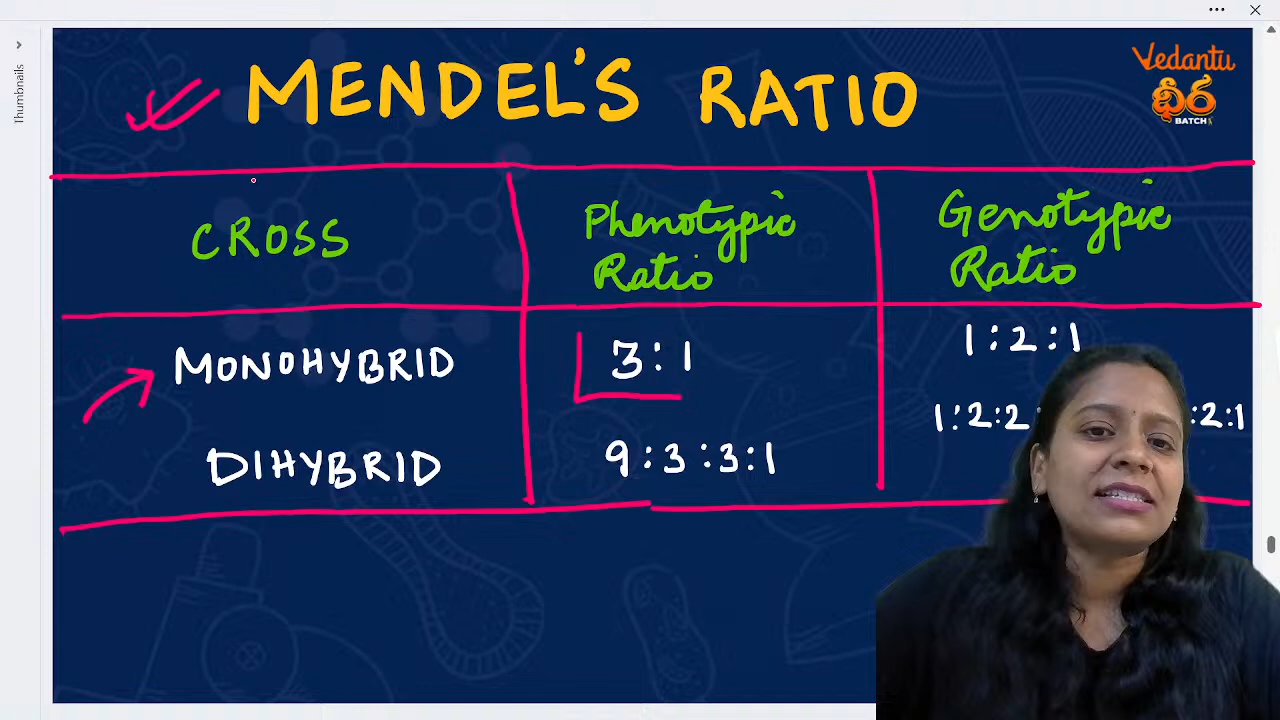 Thumbnails
MENDEL'S RATIO
Vedantu
ధీర
BATCH
CROSS
Phenotypic
Ratio
Genotypic
Ratio
MONOHYBRID
3:1
1:2:1
DIHYBRID
9:3:3:1
1:2:2
:2:1